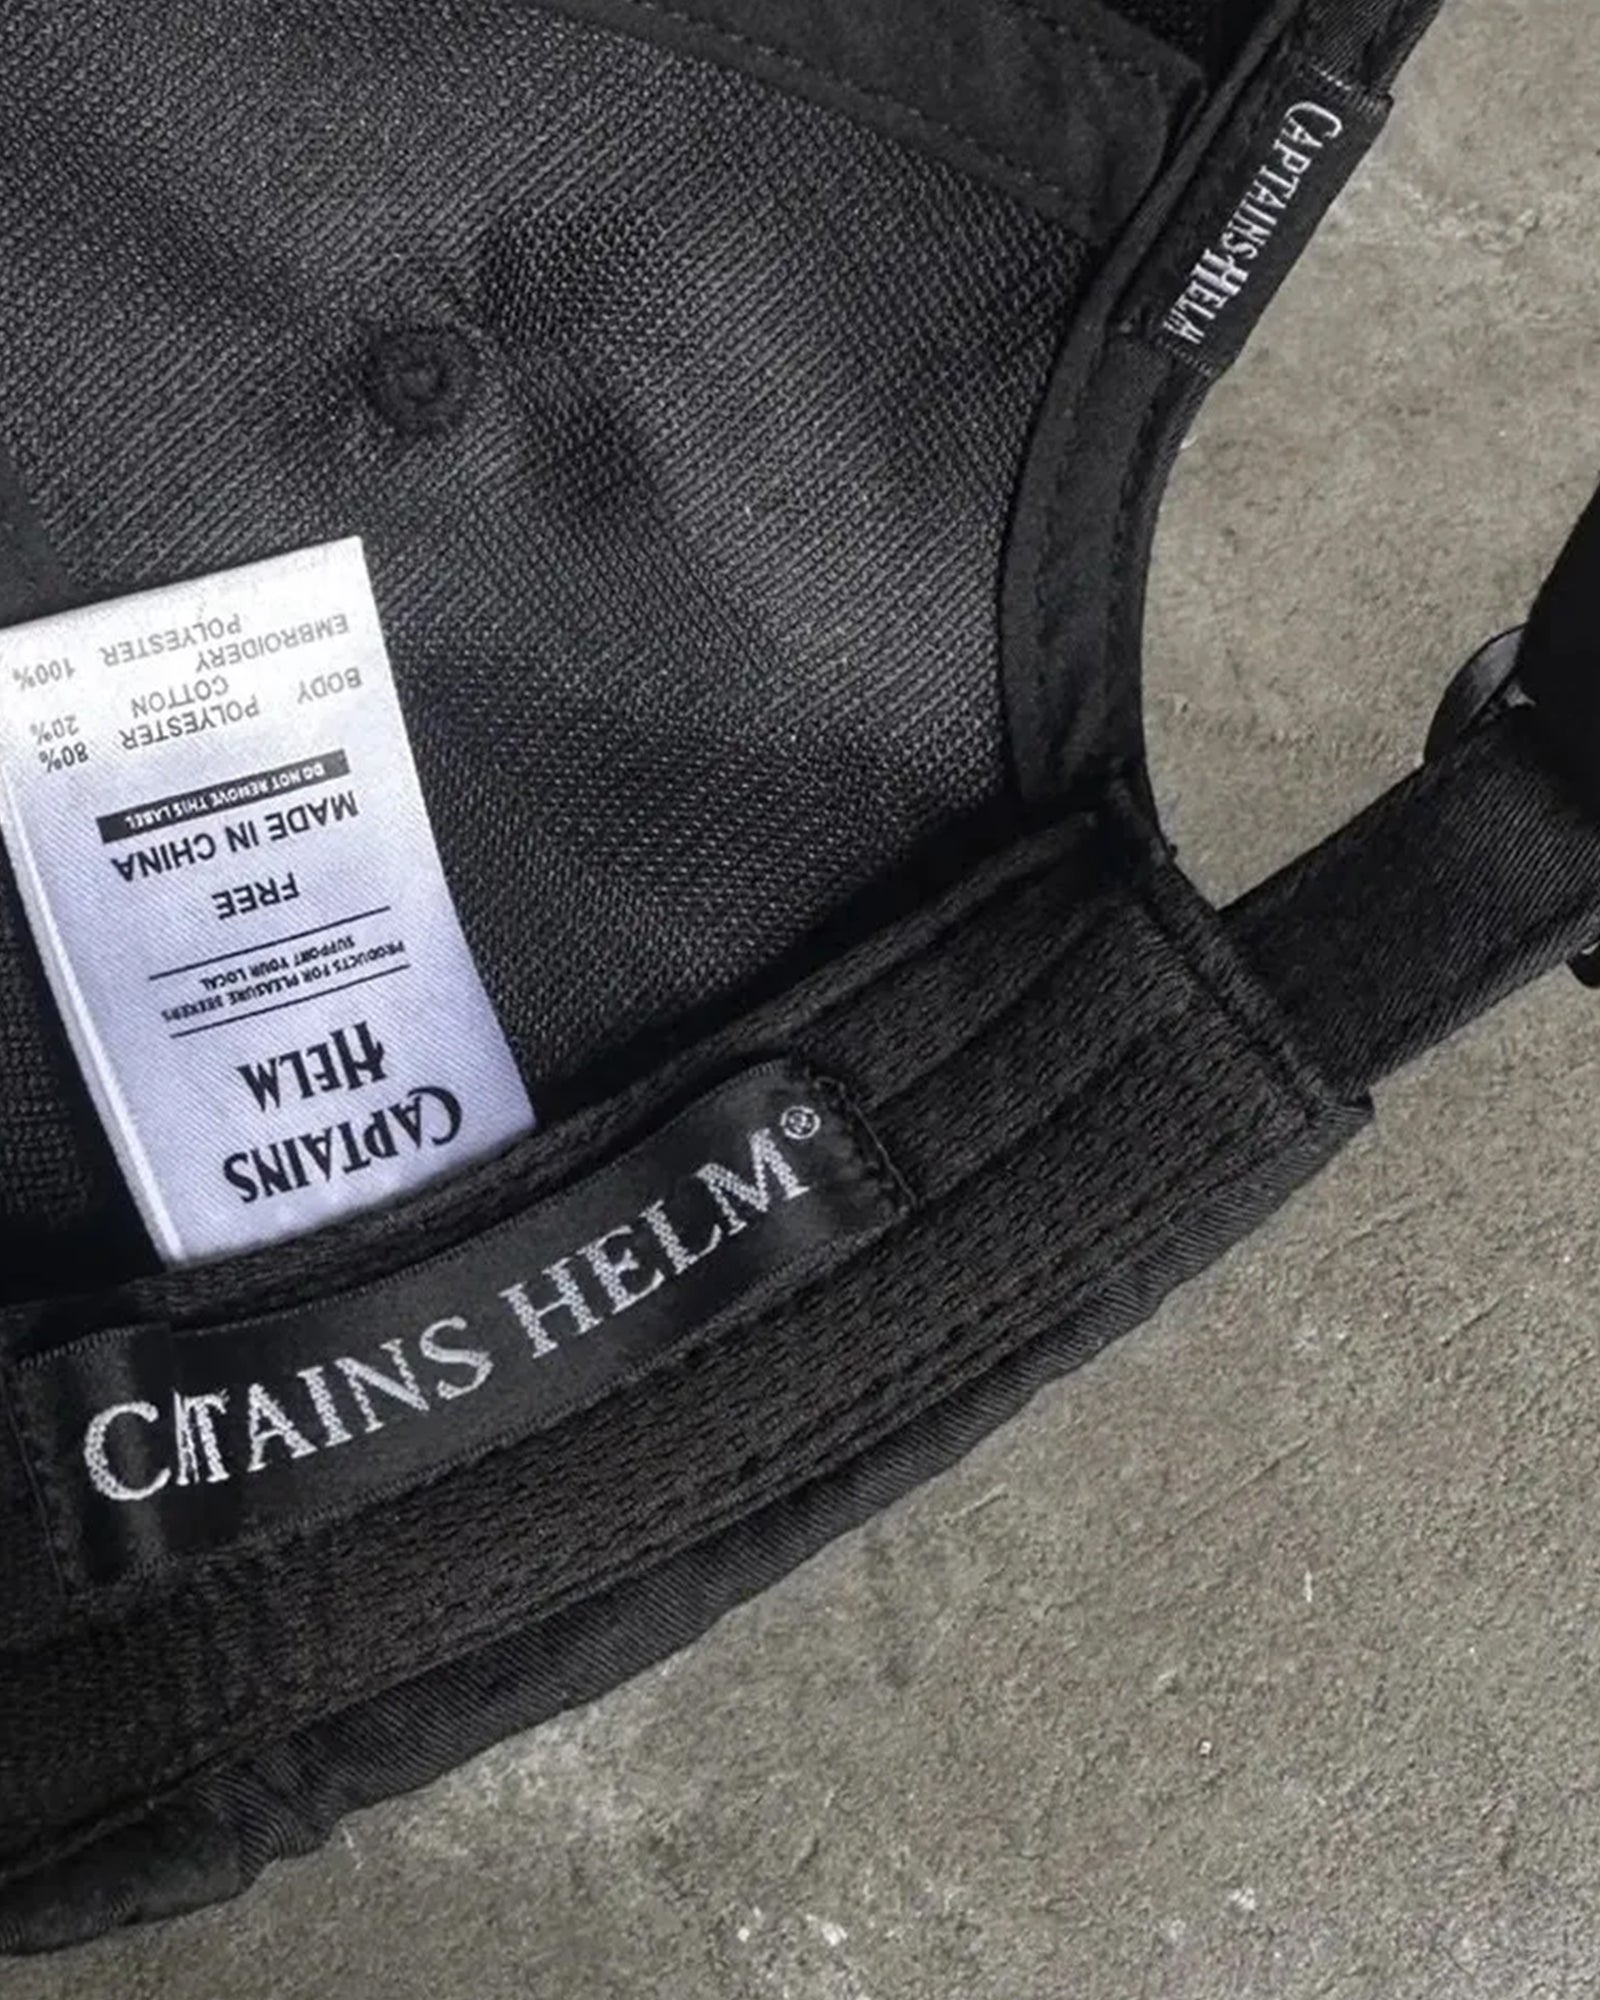 CAPTAINS
HELM
PRODUCTS FOR PLEASURE SEEKERS
SUPPORT YOUR LOCAL
FREE
MADE IN CHINA
DO NOT REMOVE THIS LABEL
BODY POLYESTER 80%
COTTON 20%
EMBROIDERY
POLYESTER 100%
CAPTAINS HELM
C/TAINS HELM®